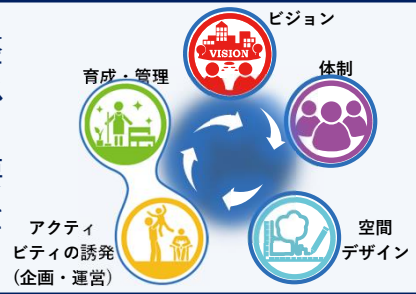 ビジョン
VISION
体制
育成・管理
アクティ
ビティの誘発
(企画・運営)
空間
デザイン